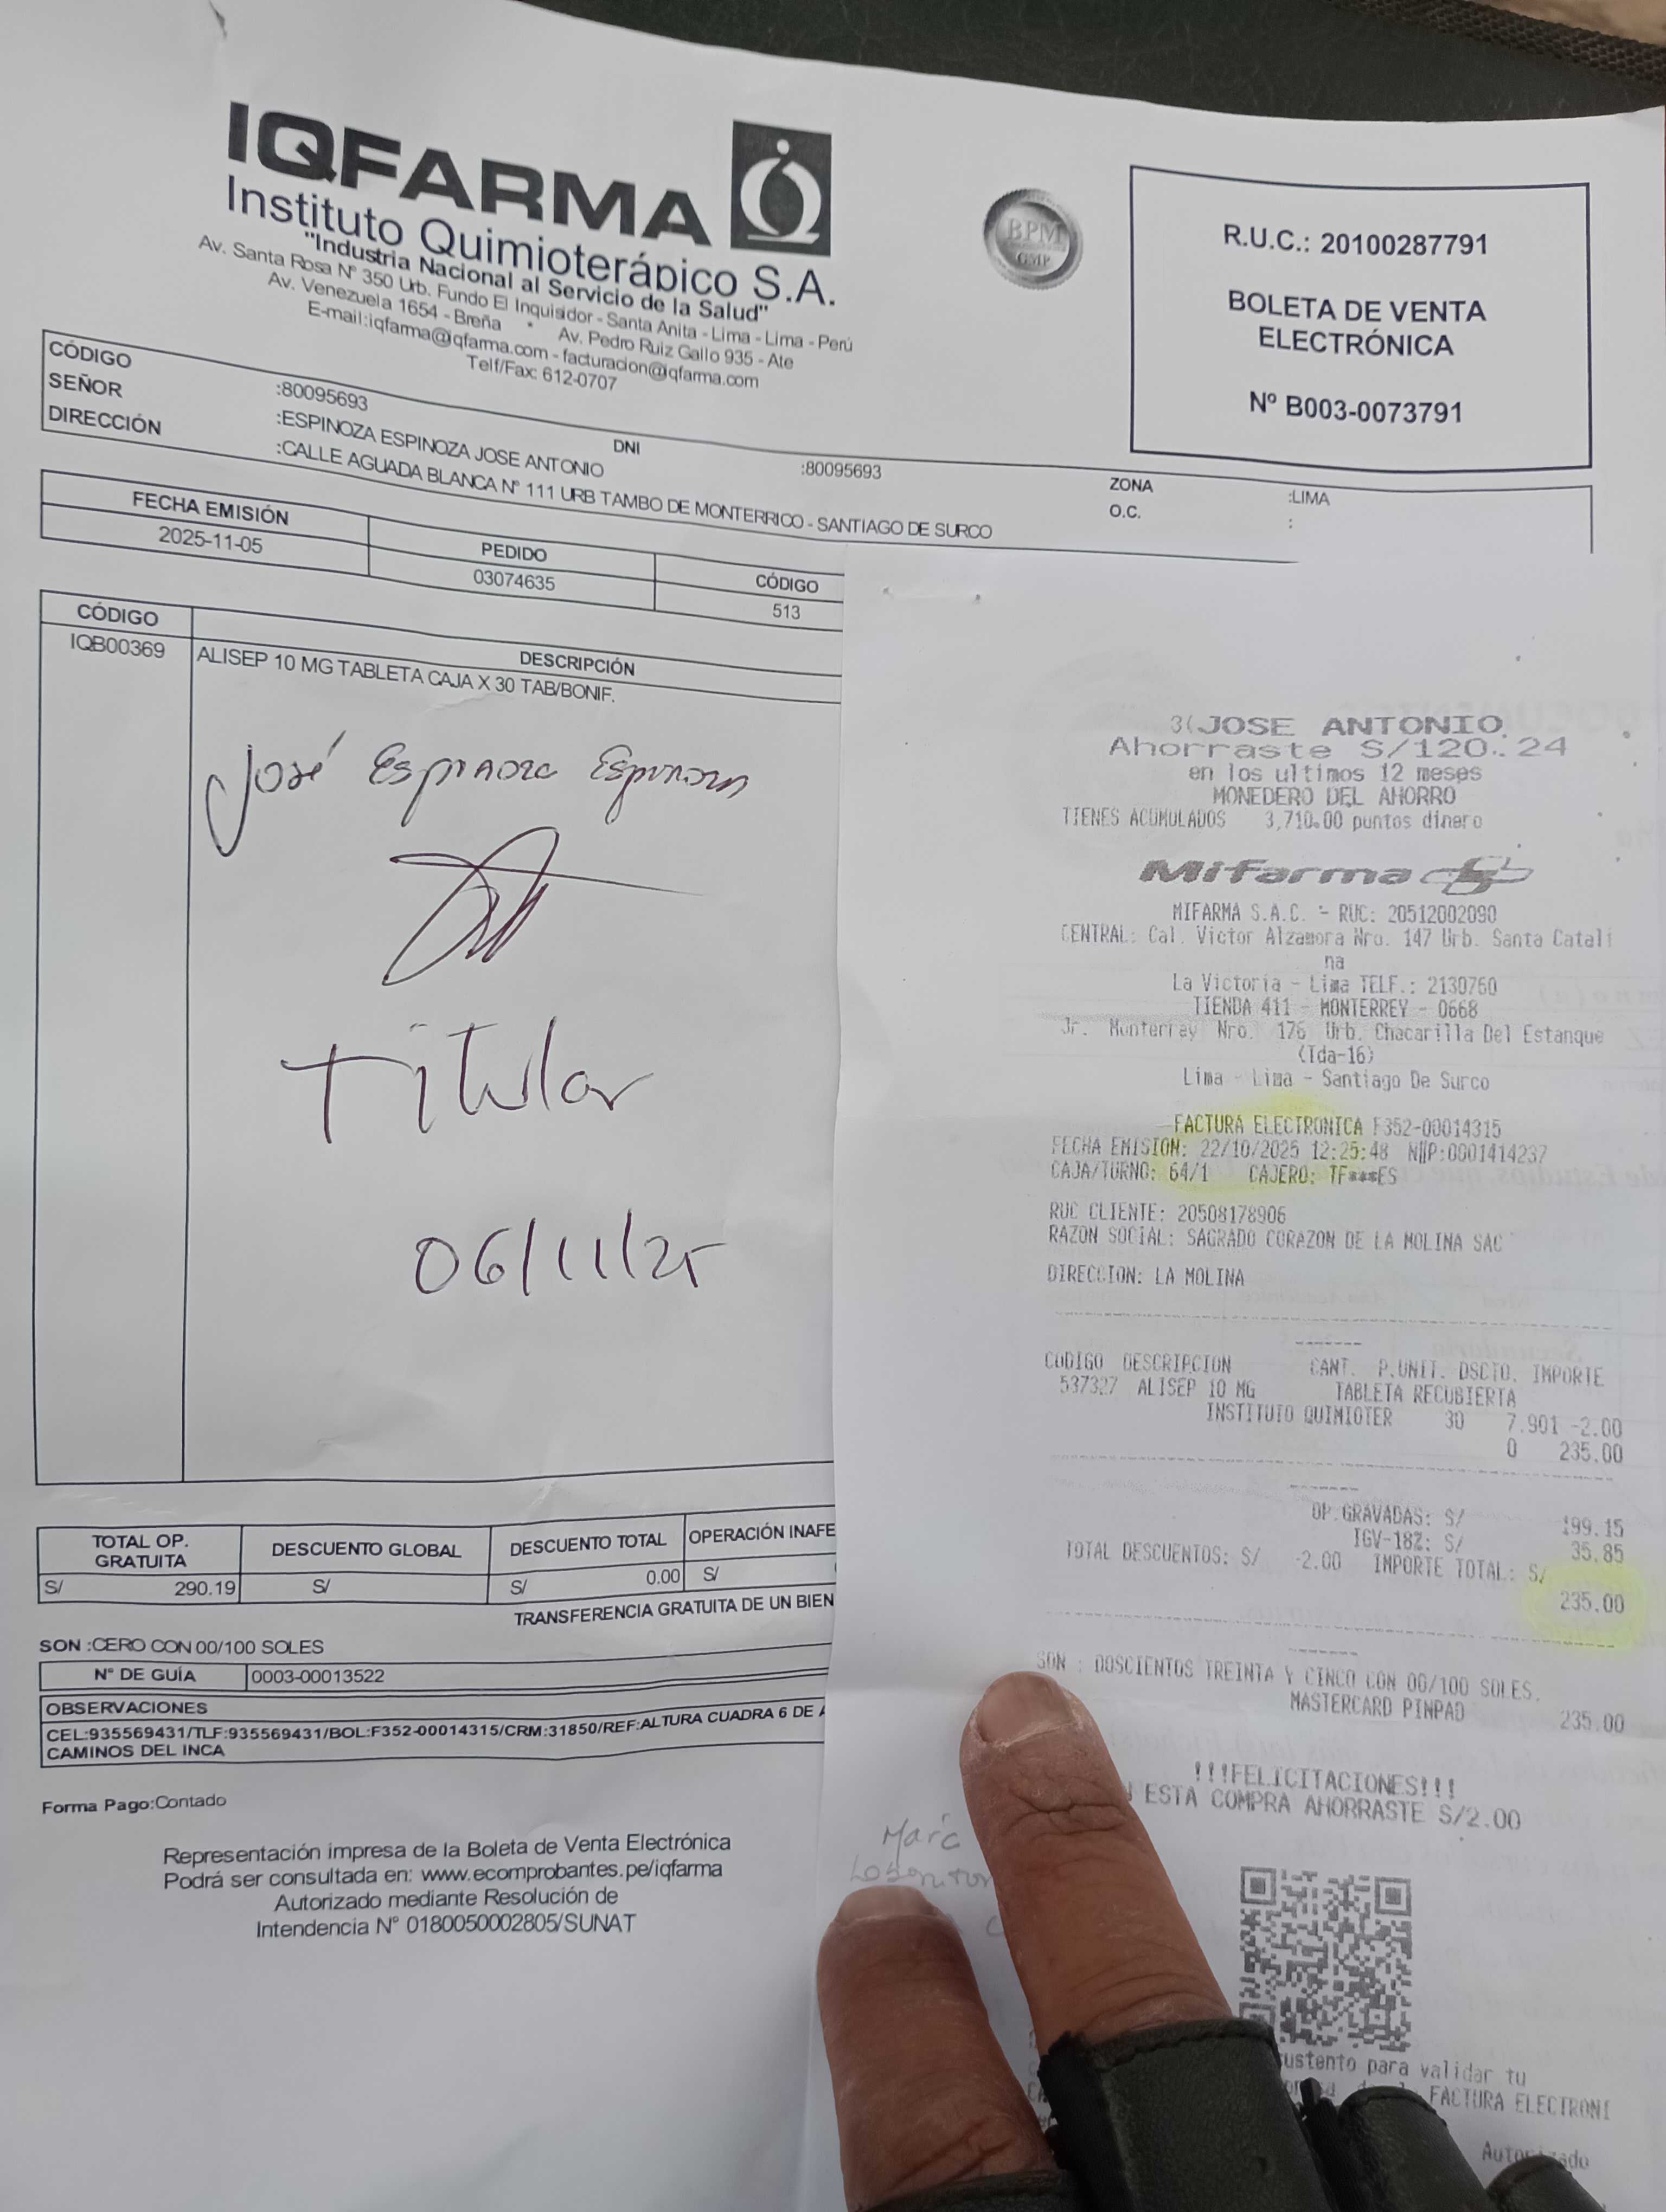 IQFARMA
Instituto Quimioterápico S.A.
"Industria Nacional al Servicio de la Salud"
Av. Santa Rosa N° 350 Urb. Fundo El Inquisidor - Santa Anita - Lima - Lima - Perú
Av. Venezuela 1654 - Breña * Av. Pedro Ruiz Gallo 935 - Ate
E-mail:iqfarma@iqfarma.com - facturacion@iqfarma.com
Telf/Fax: 612-0707
BPM
GMP
R.U.C.: 20100287791
BOLETA DE VENTA
ELECTRÓNICA
Nº B003-0073791
CÓDIGO :80095693
SEÑOR :ESPINOZA ESPINOZA JOSE ANTONIO DNI :80095693 ZONA :LIMA
DIRECCIÓN :CALLE AGUADA BLANCA N° 111 URB TAMBO DE MONTERRICO - SANTIAGO DE SURCO O.C. :
FECHA EMISIÓN PEDIDO CÓDIGO
2025-11-05 03074635 513
CÓDIGO DESCRIPCIÓN
IQB00369 ALISEP 10 MG TABLETA CAJA X 30 TAB/BONIF.
José Espinoza Espinoza
Titular
06/11/25
TOTAL OP. GRATUITA DESCUENTO GLOBAL DESCUENTO TOTAL OPERACIÓN INAFE
S/ 290.19 S/ S/ 0.00 S/
TRANSFERENCIA GRATUITA DE UN BIEN
SON :CERO CON 00/100 SOLES
N° DE GUÍA 0003-00013522
OBSERVACIONES
CEL:935569431/TLF:935569431/BOL:F352-00014315/CRM:31850/REF:ALTURA CUADRA 6 DE
CAMINOS DEL INCA
Forma Pago:Contado
Representación impresa de la Boleta de Venta Electrónica
Podrá ser consultada en: www.ecomprobantes.pe/iqfarma
Autorizado mediante Resolución de
Intendencia N° 0180050002805/SUNAT
JOSE ANTONIO,
Ahorraste S/120.24
en los ultimos 12 meses
MONEDERO DEL AHORRO
TIENES ACUMULADOS 3,710.00 puntos dinero
Mifarma
MIFARMA S.A.C. - RUC: 20512002090
CENTRAL: Cal. Victor Alzamora Nro. 147 Urb. Santa Catali
na
La Victoria - Lima TELF.: 2130760
TIENDA 411 - MONTERREY - 0668
Jr. Monterrey Nro. 176 Urb. Chacarilla Del Estanque
(Tda-16)
Lima - Lima - Santiago De Surco
FACTURA ELECTRONICA F352-00014315
FECHA EMISION: 22/10/2025 12:25:48 N||P:0001414237
CAJA/TURNO: 64/1 CAJERO: TF***ES
RUC CLIENTE: 20508178906
RAZON SOCIAL: SAGRADO CORAZON DE LA MOLINA SAC
DIRECCION: LA MOLINA
CODIGO DESCRIPCION CANT. P.UNIT. DSCTO. IMPORTE
537327 ALISEP 10 MG TABLETA RECUBIERTA
INSTITUTO QUIMIOTER 30 7.901 -2.00
0 235.00
OP.GRAVADAS: S/ 199.15
IGV-18%: S/ 35.85
TOTAL DESCUENTOS: S/ -2.00 IMPORTE TOTAL: S/
235.00
SON : DOSCIENTOS TREINTA Y CINCO CON 00/100 SOLES.
MASTERCARD PINPAD 235.00
!!!FELICITACIONES!!!
ESTA COMPRA AHORRASTE S/2.00
ustento para validar tu
FACTURA ELECTRONI